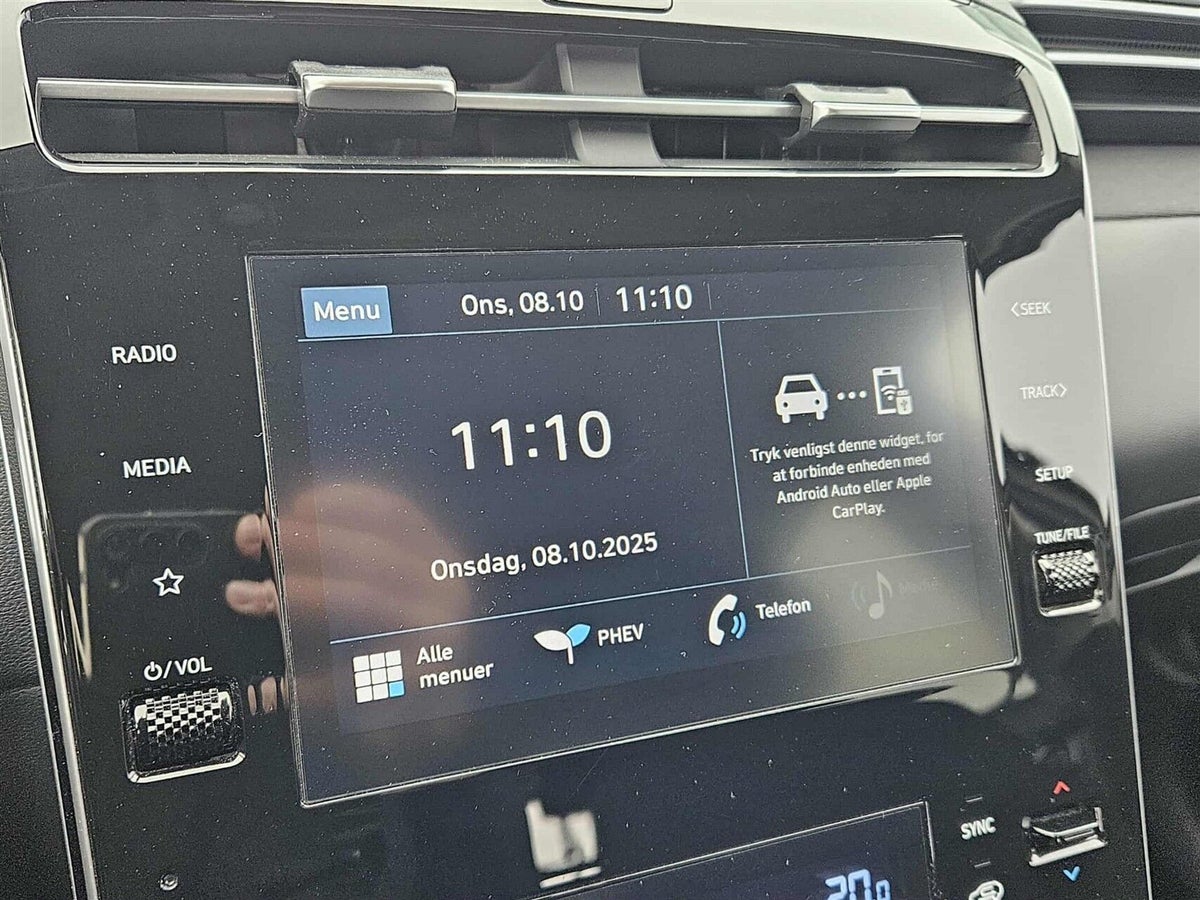 Menu
Ons, 08.10
11:10
RADIO
MEDIA
/ VOL
11:10
Onsdag, 08.10.2025
Tryk venligst denne widget, for
at forbinde enheden med
Android Auto eller Apple
CarPlay.
Alle
menuer
PHEV
Telefon
<SEEK
TRACK>
SETUP
TUNE/FILE
SYNC
20.0